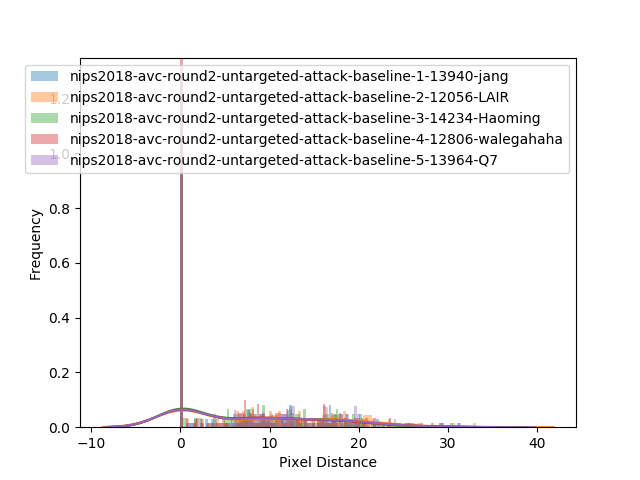 nips2018-avc-round2-untargeted-attack-baseline-1-13940-jang
nips2018-avc-round2-untargeted-attack-baseline-2-12056-LAIR
nips2018-avc-round2-untargeted-attack-baseline-3-14234-Haoming
nips2018-avc-round2-untargeted-attack-baseline-4-12806-walegahaha
nips2018-avc-round2-untargeted-attack-baseline-5-13964-Q7
1.2
1.0
0.8
0.6
0.4
0.2
0.0
Frequency
−10 0 10 20 30 40
Pixel Distance